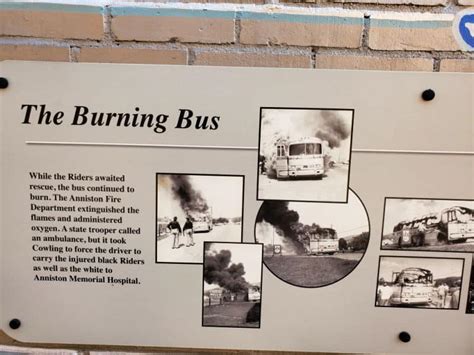 The Burning Bus
While the Riders awaited
rescue, the bus continued to
burn. The Anniston Fire
Department extinguished the
flames and administered
oxygen. A state trooper called
an ambulance, but it took
Cowling to force the driver to
carry the injured black Riders
as well as the white to
Anniston Memorial Hospital.